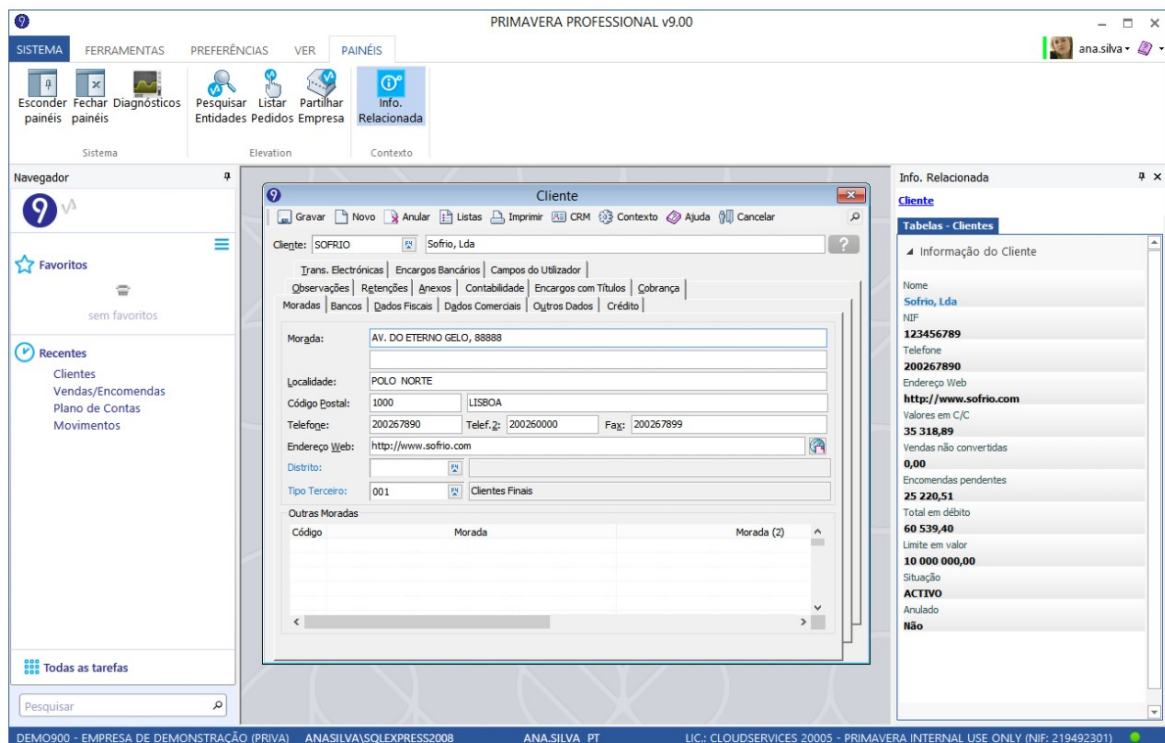 PRIMAVERA PROFESSIONAL v9.00
SISTEMA FERRAMENTAS PREFERÊNCIAS VER PAINÉIS
ana.silva
Esconder painéis
Fechar painéis
Diagnósticos
Pesquisar Entidades
Listar Pedidos
Partilhar Empresa
Info. Relacionada
Sistema Elevation Contexto
Navegador
9
Favoritos
sem favoritos
Recentes
Clientes
Vendas/Encomendas
Plano de Contas
Movimentos
Todas as tarefas
Pesquisar
Cliente
Gravar Novo Anular Listas Imprimir CRM Contexto Ajuda Cancelar
Cliente: SOFRIO F4 Sofrio, Lda ?
Trans. Electrónicas Encargos Bancários Campos do Utilizador
Observações Retenções Anexos Contabilidade Encargos com Títulos Cobrança
Moradas Bancos Dados Fiscais Dados Comerciais Outros Dados Crédito
Morada: AV. DO ETERNO GELO, 88888
Localidade: POLO NORTE
Código Postal: 1000 LISBOA
Telefone: 200267890 Telef.2: 200260000 Fax: 200267899
Endereço Web: http://www.sofrio.com
Distrito: F4
Tipo Terceiro: 001 F4 Clientes Finais
Outras Moradas
Código Morada Morada (2)
Info. Relacionada
Cliente
Tabelas - Clientes
Informação do Cliente
Nome
Sofrio, Lda
NIF
123456789
Telefone
200267890
Endereço Web
http://www.sofrio.com
Valores em C/C
35 318,89
Vendas não convertidas
0,00
Encomendas pendentes
25 220,51
Total em débito
60 539,40
Limite em valor
10 000 000,00
Situação
ACTIVO
Anulado
Não
DEMO900 - EMPRESA DE DEMONSTRAÇÃO (PRIVA) ANASILVA\SQLEXPRESS2008 ANA.SILVA PT LIC.: CLOUDSERVICES 20005 - PRIMAVERA INTERNAL USE ONLY (NIF: 219492301)